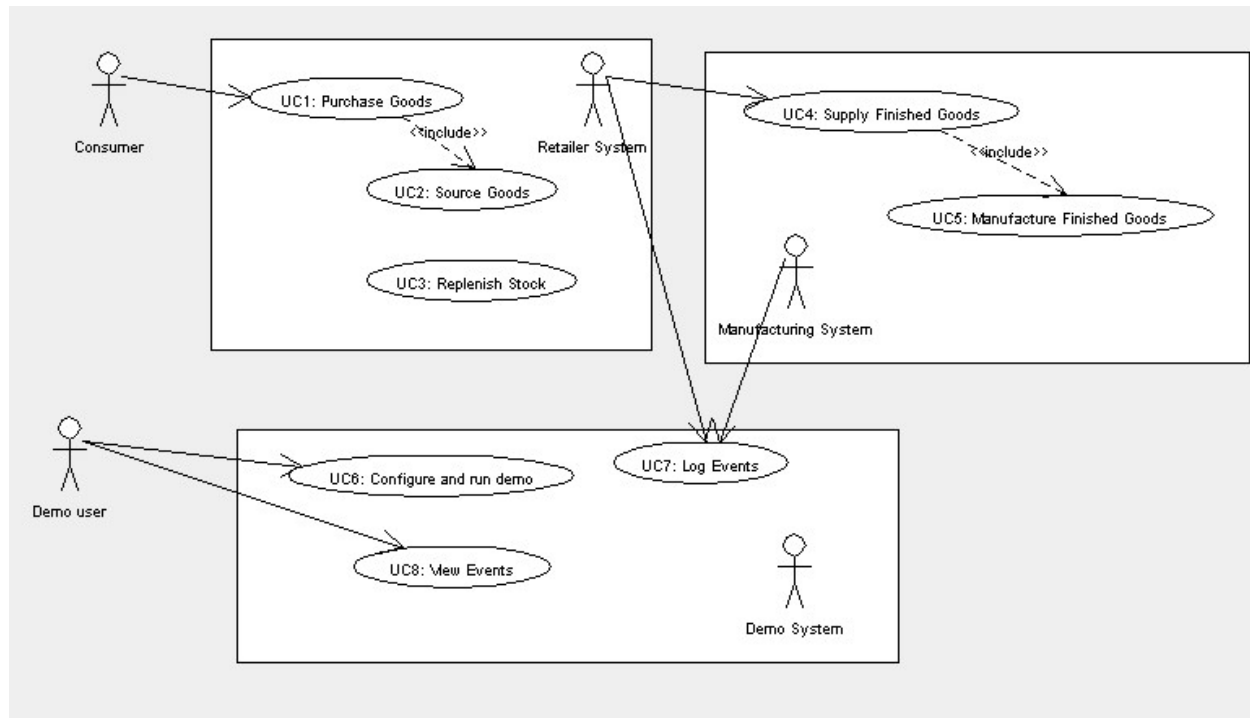 UC1: Purchase Goods
Consumer
<<include>>
Retailer System
UC2: Source Goods
UC3: Replenish Stock
UC4: Supply Finished Goods
<<include>>
UC5: Manufacture Finished Goods
Manufacturing System
Demo user
UC6: Configure and run demo
UC7: Log Events
UC8: View Events
Demo System